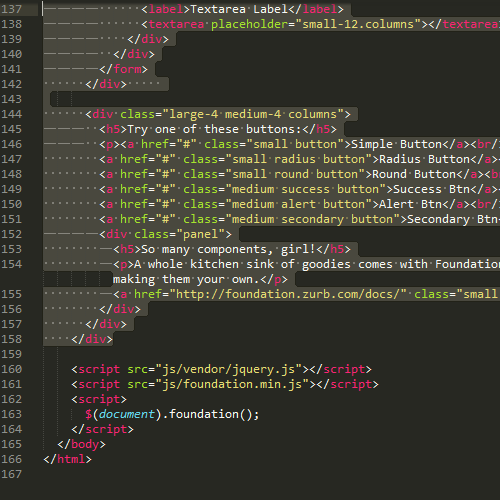 137 <label>Textarea Label</label>
138 <textarea placeholder="small-12.columns"></textarea
139 </div>
140 </div>
141 </form>
142 </div>
143
144 <div class="large-4 medium-4 columns">
145 <h5>Try one of these buttons:</h5>
146 <p><a href="#" class="small button">Simple Button</a><br/
147 <a href="#" class="small radius button">Radius Button</a>
148 <a href="#" class="small round button">Round Button</a><b
149 <a href="#" class="medium success button">Success Btn</a>
150 <a href="#" class="medium alert button">Alert Btn</a><br/
151 <a href="#" class="medium secondary button">Secondary Btn
152 <div class="panel">
153 <h5>So many components, girl!</h5>
154 <p>A whole kitchen sink of goodies comes with Foundation
making them your own.</p>
155 <a href="http://foundation.zurb.com/docs/" class="small
156 </div>
157 </div>
158 </div>
159
160 <script src="js/vendor/jquery.js"></script>
161 <script src="js/foundation.min.js"></script>
162 <script>
163 $(document).foundation();
164 </script>
165 </body>
166 </html>
167